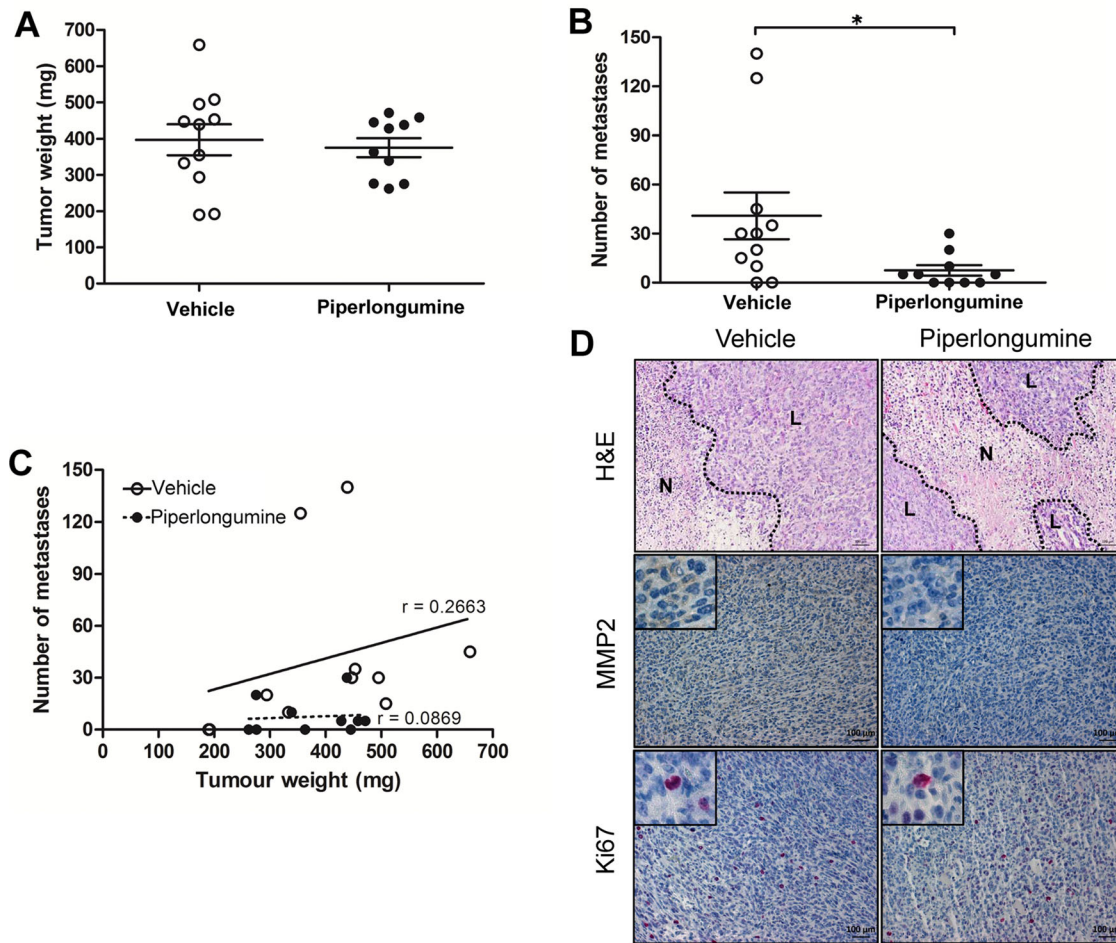 A
700
600
500
400
300
200
100
0
Tumor weight (mg)
Vehicle
Piperlongumine
B
*
150
120
90
60
30
0
Number of metastases
Vehicle
Piperlongumine
C
150
120
90
60
30
0
Number of metastases
Vehicle
Piperlongumine
r = 0.2663
r = 0.0869
0 100 200 300 400 500 600 700
Tumour weight (mg)
D
Vehicle
Piperlongumine
H&E
N
L
L
N
L
L
MMP2
100 µm
100 µm
Ki67
100 µm
100 µm